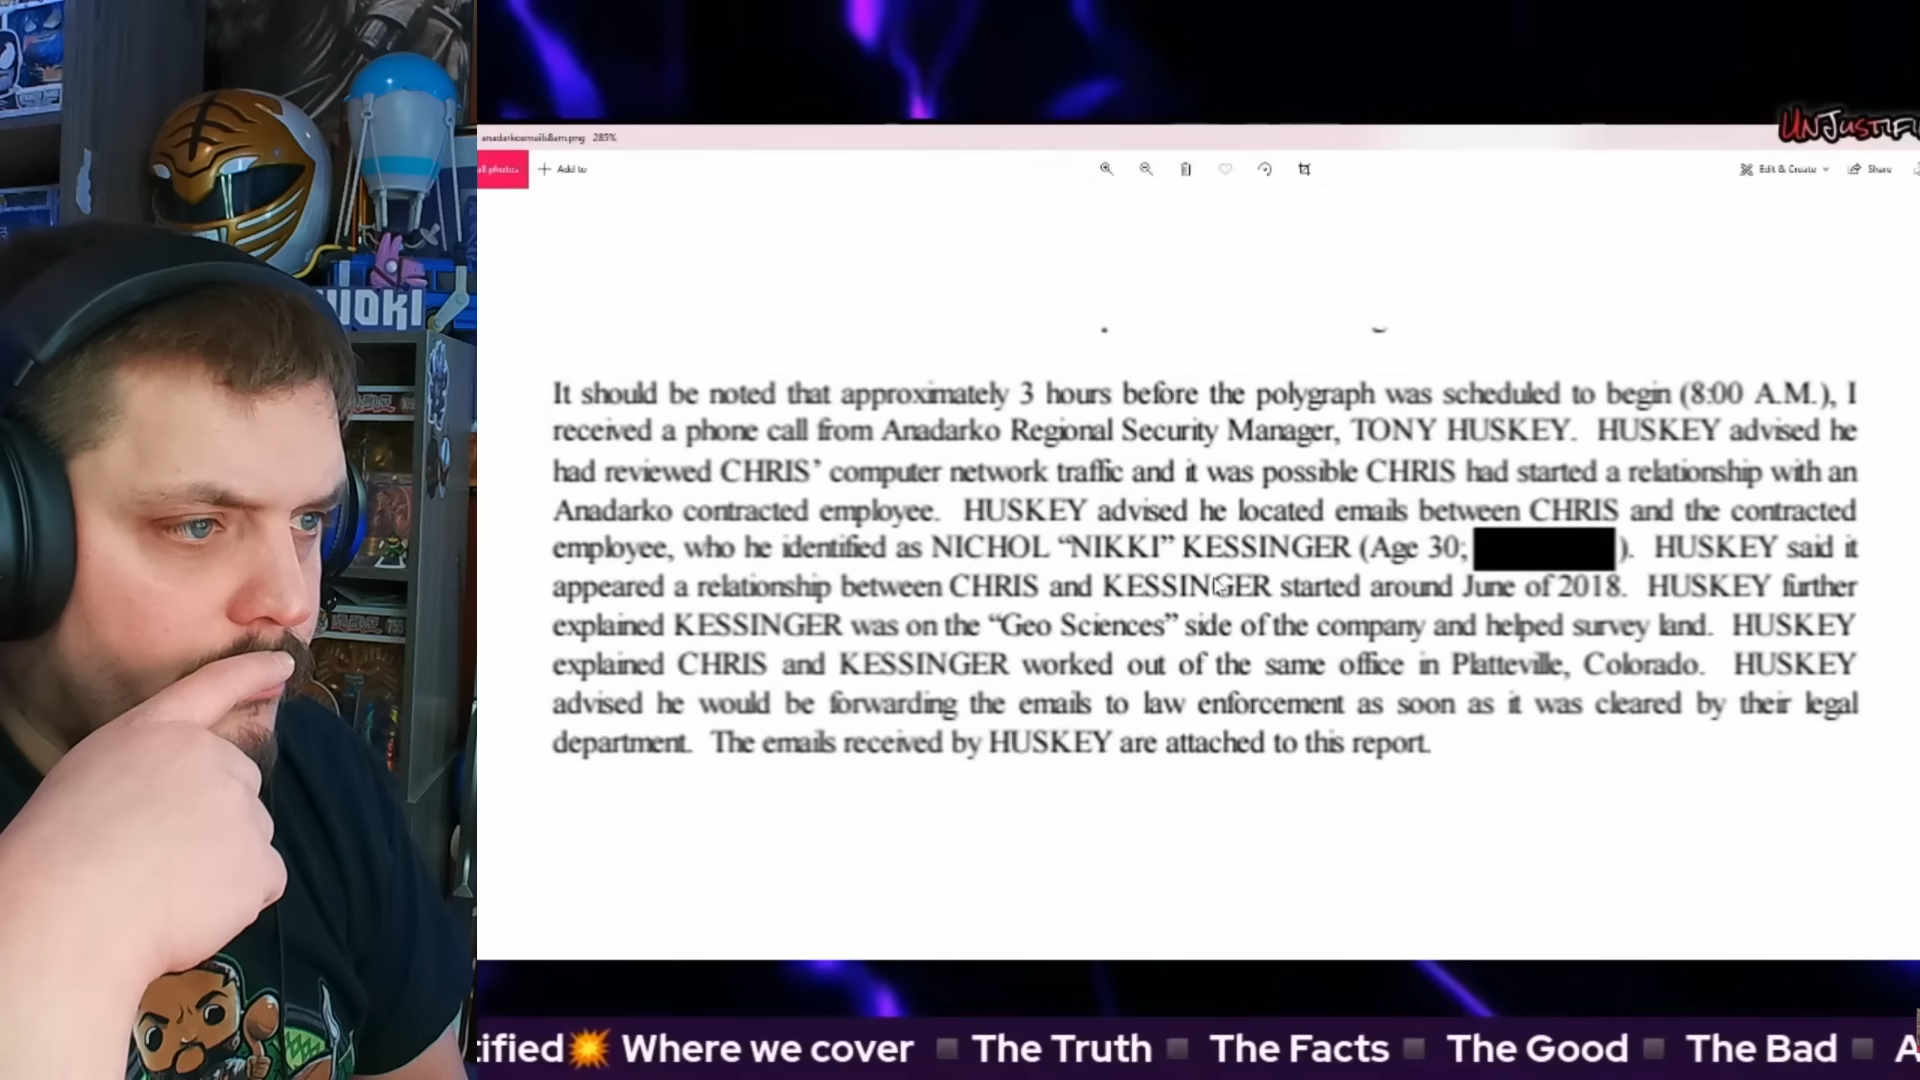 UNJUSTIFI
anadarkoemails8am.png 285%
all photos
Add to
Edit & Create
Share
UOKI
It should be noted that approximately 3 hours before the polygraph was scheduled to begin (8:00 A.M.), I
received a phone call from Anadarko Regional Security Manager, TONY HUSKEY. HUSKEY advised he
had reviewed CHRIS' computer network traffic and it was possible CHRIS had started a relationship with an
Anadarko contracted employee. HUSKEY advised he located emails between CHRIS and the contracted
employee, who he identified as NICHOL “NIKKI” KESSINGER (Age 30; ). HUSKEY said it
appeared a relationship between CHRIS and KESSINGER started around June of 2018. HUSKEY further
explained KESSINGER was on the “Geo Sciences” side of the company and helped survey land. HUSKEY
explained CHRIS and KESSINGER worked out of the same office in Platteville, Colorado. HUSKEY
advised he would be forwarding the emails to law enforcement as soon as it was cleared by their legal
department. The emails received by HUSKEY are attached to this report.
tified💥 Where we cover ▪ The Truth ▪ The Facts ▪ The Good ▪ The Bad ▪ A